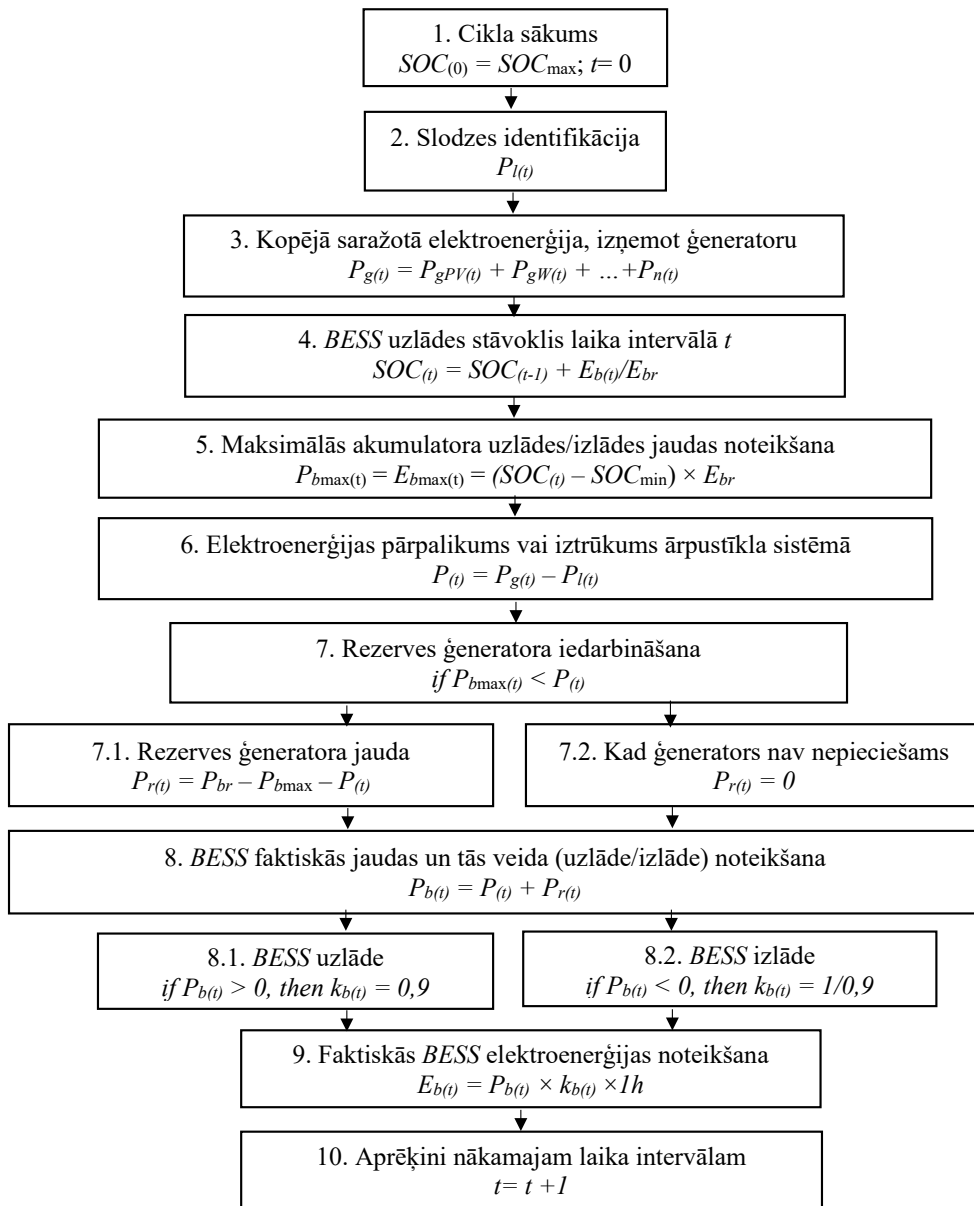 1. Cikla sākums
SOC(0) = SOCmax; t= 0
2. Slodzes identifikācija
Pl(t)
3. Kopējā saražotā elektroenerģija, izņemot ģeneratoru
Pg(t) = PgPV(t) + PgW(t) + …+Pn(t)
4. BESS uzlādes stāvoklis laika intervālā t
SOC(t) = SOC(t-1) + Eb(t)/Ebr
5. Maksimālās akumulatora uzlādes/izlādes jaudas noteikšana
Pbmax(t) = Ebmax(t) = (SOC(t) – SOCmin) × Ebr
6. Elektroenerģijas pārpalikums vai iztrūkums ārpustīkla sistēmā
P(t) = Pg(t) – Pl(t)
7. Rezerves ģeneratora iedarbināšana
if Pbmax(t) < P(t)
7.1. Rezerves ģeneratora jauda
Pr(t) = Pbr – Pbmax – P(t)
7.2. Kad ģenerators nav nepieciešams
Pr(t) = 0
8. BESS faktiskās jaudas un tās veida (uzlāde/izlāde) noteikšana
Pb(t) = P(t) + Pr(t)
8.1. BESS uzlāde
if Pb(t) > 0, then kb(t) = 0,9
8.2. BESS izlāde
if Pb(t) < 0, then kb(t) = 1/0,9
9. Faktiskās BESS elektroenerģijas noteikšana
Eb(t) = Pb(t) × kb(t) ×1h
10. Aprēķini nākamajam laika intervālam
t= t +1